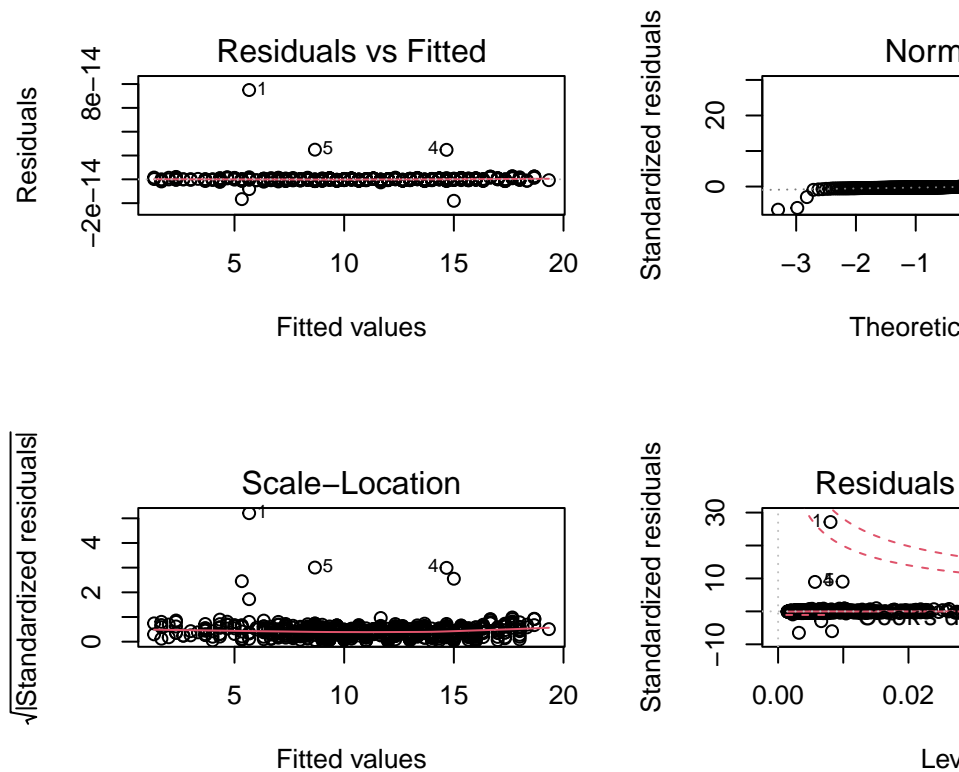 Residuals vs Fitted
Residuals
8e−14
−2e−14
1
5
4
5 10 15 20
Fitted values
Norm
Standardized residuals
20
0
−3 −2 −1
Theoretic
Scale−Location
√|Standardized residuals|
4
2
0
1
5
4
5 10 15 20
Fitted values
Residuals
Standardized residuals
30
10
−10
1
0.00 0.02
Lev